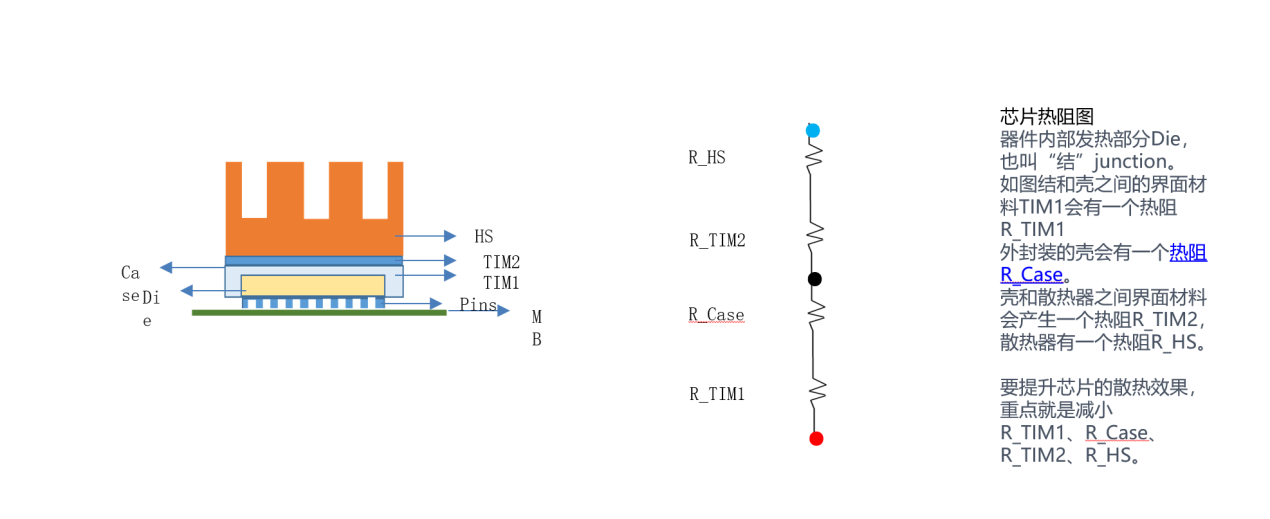 HS
TIM2
TIM1
Ca
se
Di
e
Pins
M
B
R_HS
R_TIM2
R_Case
R_TIM1
芯片热阻图
器件内部发热部分Die，
也叫“结”junction。
如图结和壳之间的界面材
料TIM1会有一个热阻
R_TIM1
外封装的壳会有一个热阻
R_Case。
壳和散热器之间界面材料
会产生一个热阻R_TIM2，
散热器有一个热阻R_HS。
要提升芯片的散热效果，
重点就是减小
R_TIM1、R_Case、
R_TIM2、R_HS。